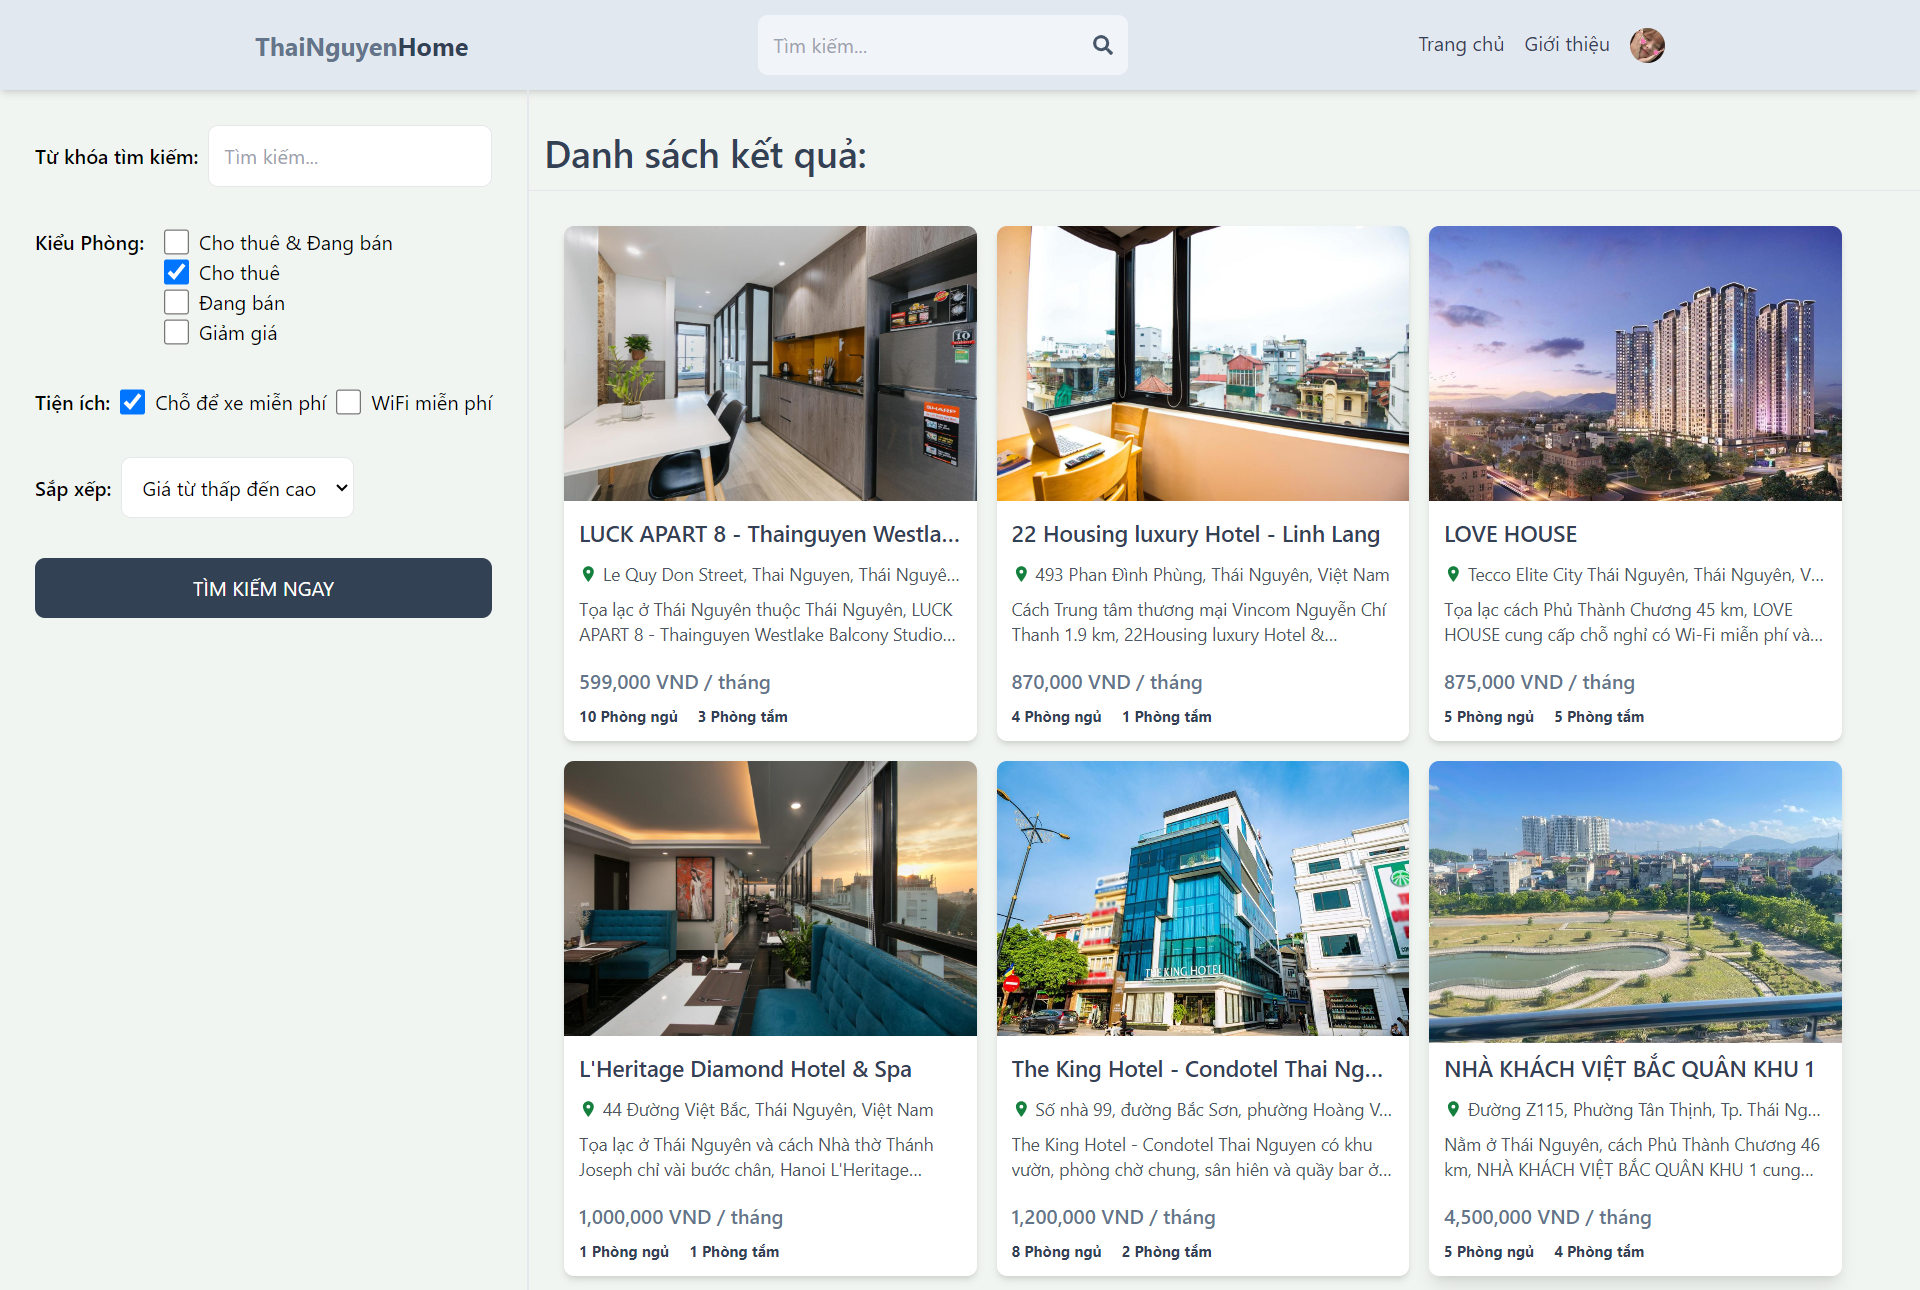 ThaiNguyenHome
Tìm kiếm...
Trang chủ
Giới thiệu
Từ khóa tìm kiếm:
Tìm kiếm...
Kiểu Phòng:
Cho thuê & Đang bán
Cho thuê
Đang bán
Giảm giá
Tiện ích:
Chỗ để xe miễn phí
WiFi miễn phí
Sắp xếp:
Giá từ thấp đến cao
TÌM KIẾM NGAY
Danh sách kết quả:
SHARP
LUCK APART 8 - Thainguyen Westla...
Le Quy Don Street, Thai Nguyen, Thái Nguyê...
Tọa lạc ở Thái Nguyên thuộc Thái Nguyên, LUCK
APART 8 - Thainguyen Westlake Balcony Studio...
599,000 VND / tháng
10 Phòng ngủ 3 Phòng tắm
22 Housing luxury Hotel - Linh Lang
493 Phan Đình Phùng, Thái Nguyên, Việt Nam
Cách Trung tâm thương mại Vincom Nguyễn Chí
Thanh 1.9 km, 22Housing luxury Hotel &...
870,000 VND / tháng
4 Phòng ngủ 1 Phòng tắm
LOVE HOUSE
Tecco Elite City Thái Nguyên, Thái Nguyên, V...
Tọa lạc cách Phủ Thành Chương 45 km, LOVE
HOUSE cung cấp chỗ nghỉ có Wi-Fi miễn phí và...
875,000 VND / tháng
5 Phòng ngủ 5 Phòng tắm
L'Heritage Diamond Hotel & Spa
44 Đường Việt Bắc, Thái Nguyên, Việt Nam
Tọa lạc ở Thái Nguyên và cách Nhà thờ Thánh
Joseph chỉ vài bước chân, Hanoi L'Heritage...
1,000,000 VND / tháng
1 Phòng ngủ 1 Phòng tắm
THE KING HOTEL
The King Hotel - Condotel Thai Ng...
Số nhà 99, đường Bắc Sơn, phường Hoàng V...
The King Hotel - Condotel Thai Nguyen có khu
vườn, phòng chờ chung, sân hiên và quầy bar ở...
1,200,000 VND / tháng
8 Phòng ngủ 2 Phòng tắm
NHÀ KHÁCH VIỆT BẮC QUÂN KHU 1
Đường Z115, Phường Tân Thịnh, Tp. Thái Ng...
Nằm ở Thái Nguyên, cách Phủ Thành Chương 46
km, NHÀ KHÁCH VIỆT BẮC QUÂN KHU 1 cung...
4,500,000 VND / tháng
5 Phòng ngủ 4 Phòng tắm